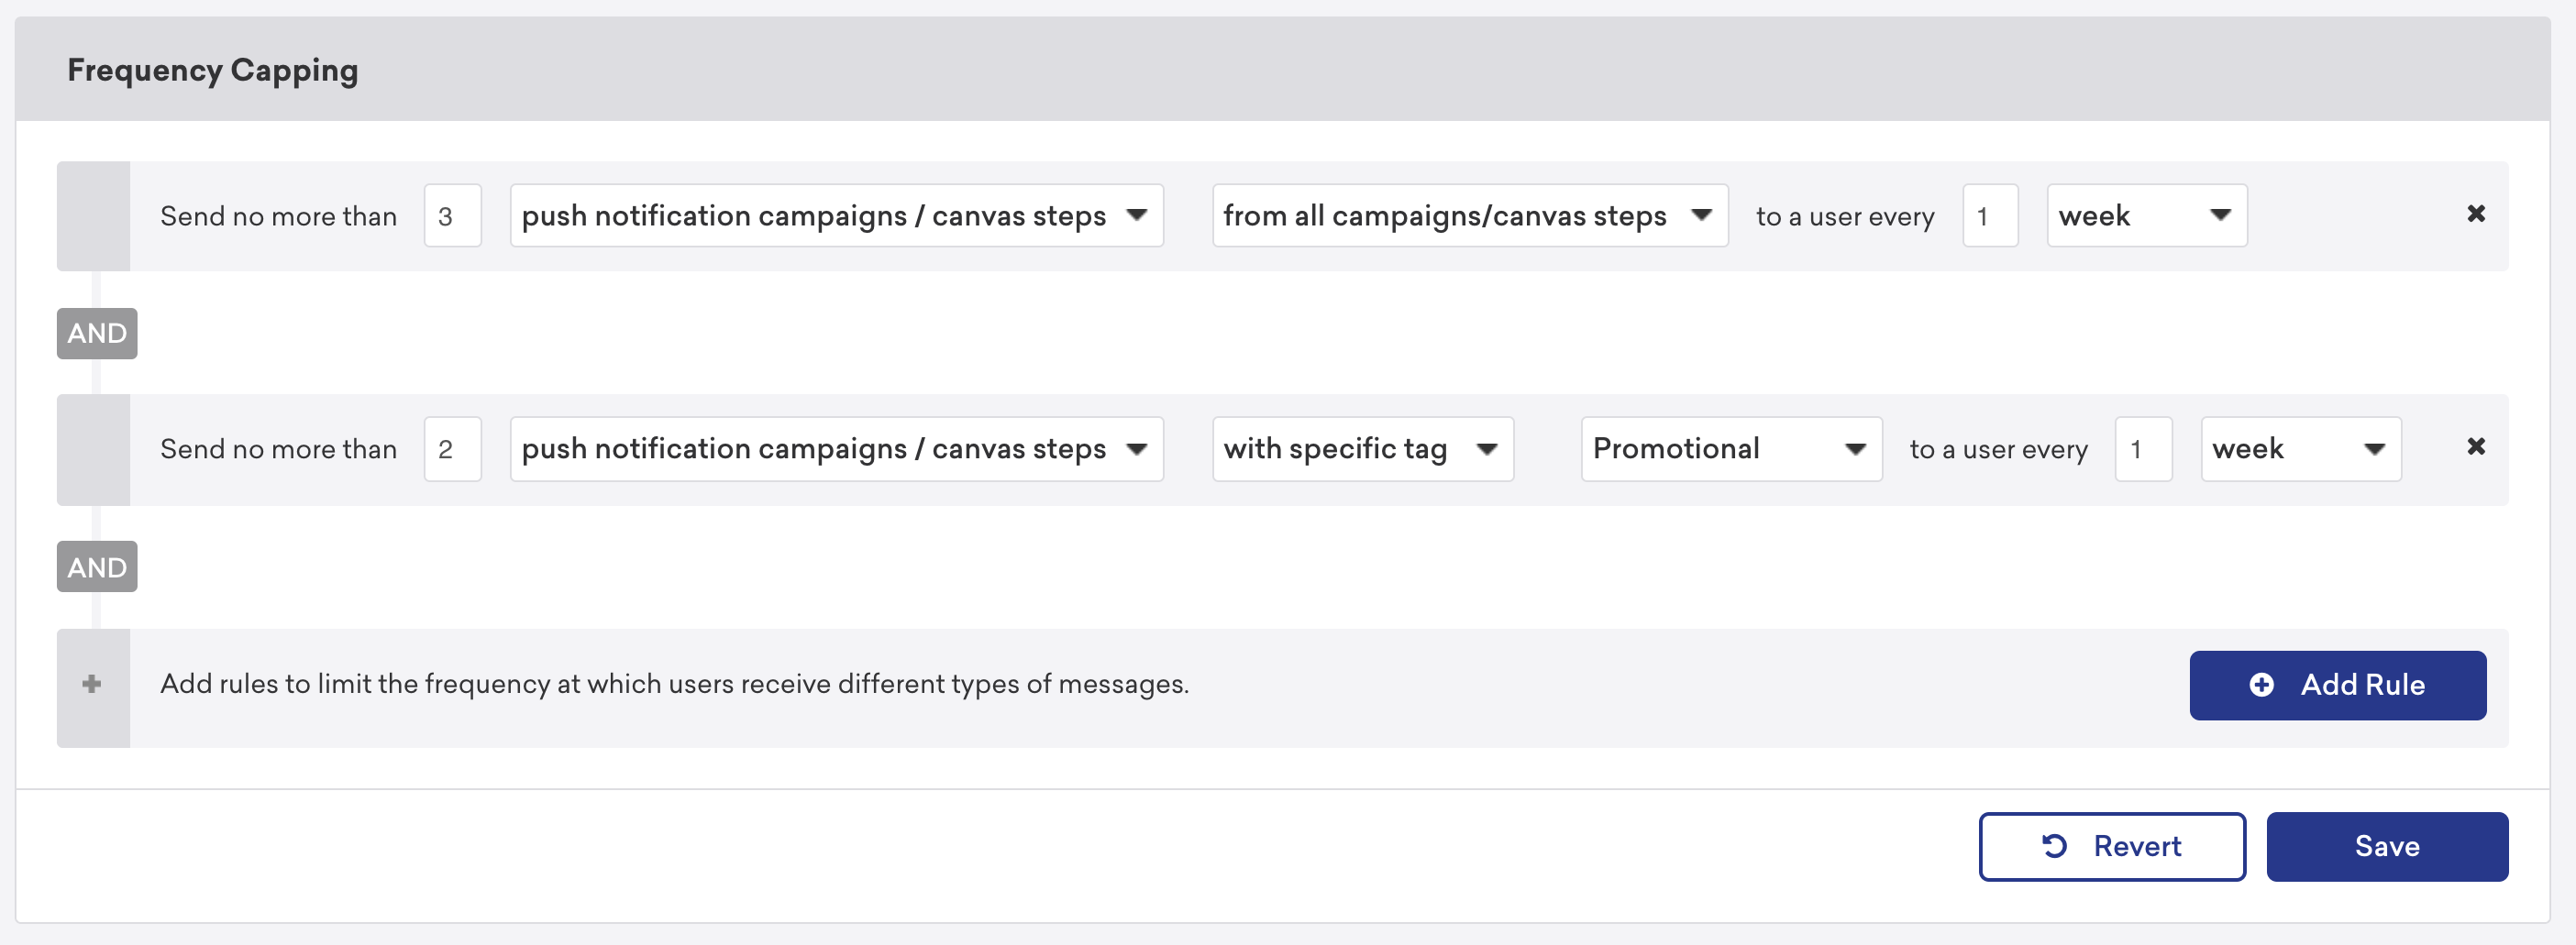 Frequency Capping
Send no more than 3 push notification campaigns / canvas steps from all campaigns/canvas steps to a user every 1 week
AND
Send no more than 2 push notification campaigns / canvas steps with specific tag Promotional to a user every 1 week
AND
Add rules to limit the frequency at which users receive different types of messages. Add Rule
Revert Save